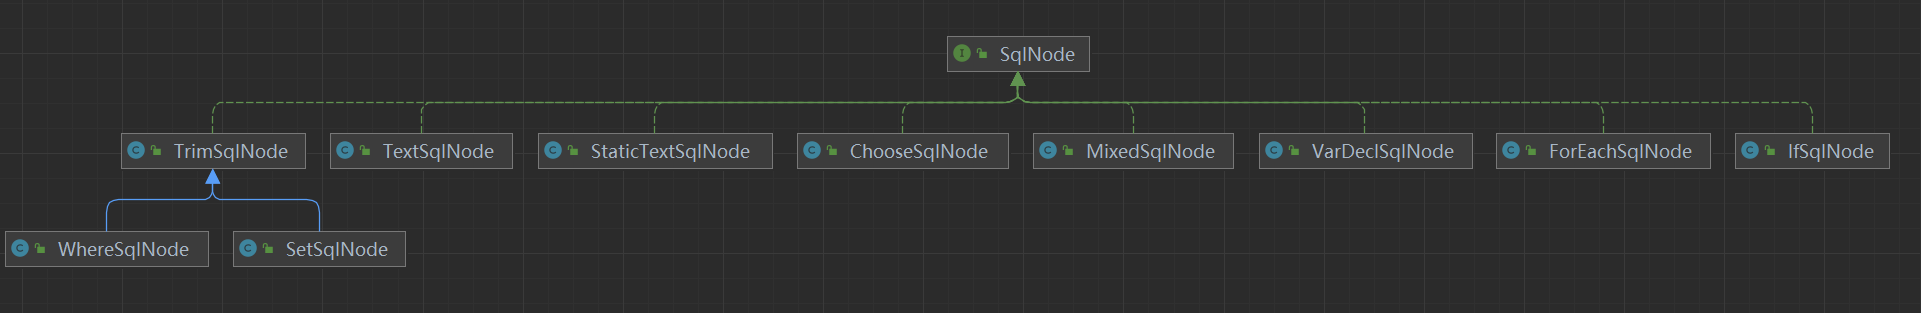 SqlNode
TrimSqlNode TextSqlNode StaticTextSqlNode ChooseSqlNode MixedSqlNode VarDeclSqlNode ForEachSqlNode IfSqlNode
WhereSqlNode SetSqlNode